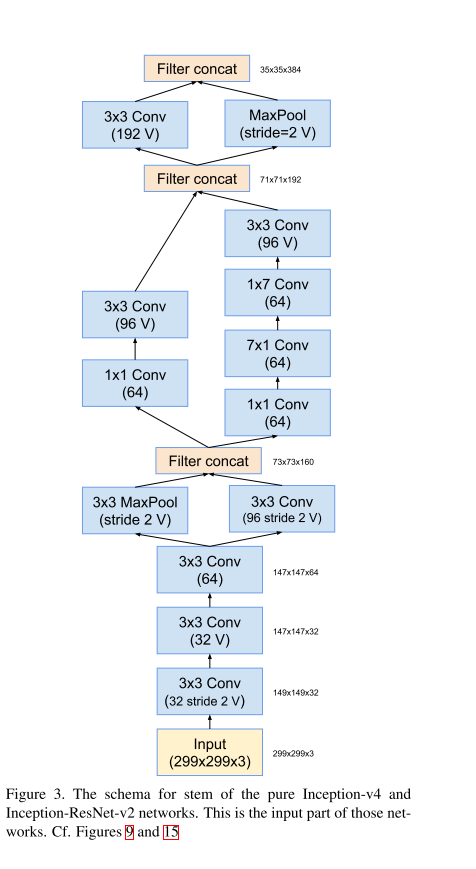 Filter concat
35x35x384
3x3 Conv
(192 V)
MaxPool
(stride=2 V)
Filter concat
71x71x192
3x3 Conv
(96 V)
1x7 Conv
(64)
3x3 Conv
(96 V)
7x1 Conv
(64)
1x1 Conv
(64)
1x1 Conv
(64)
Filter concat
73x73x160
3x3 MaxPool
(stride 2 V)
3x3 Conv
(96 stride 2 V)
3x3 Conv
(64)
147x147x64
3x3 Conv
(32 V)
147x147x32
3x3 Conv
(32 stride 2 V)
149x149x32
Input
(299x299x3)
299x299x3
Figure 3. The schema for stem of the pure Inception-v4 and
Inception-ResNet-v2 networks. This is the input part of those net-
works. Cf. Figures 9 and 15